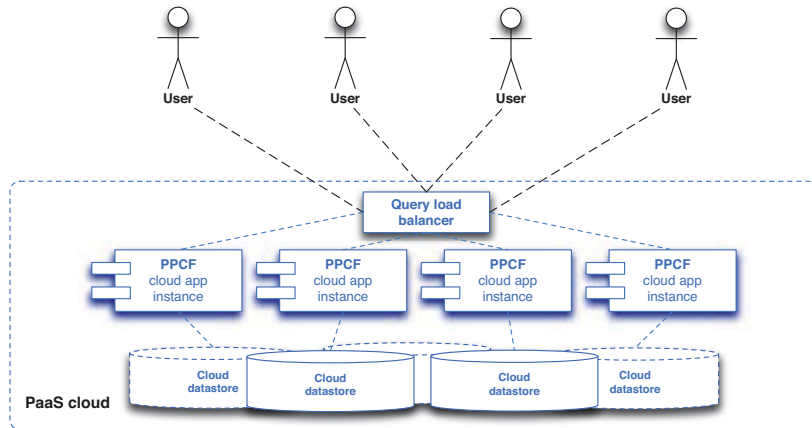 User
User
User
User
Query load
balancer
PPCF
cloud app
instance
PPCF
cloud app
instance
PPCF
cloud app
instance
PPCF
cloud app
instance
Cloud
datastore
Cloud
datastore
Cloud
datastore
Cloud
datastore
PaaS cloud